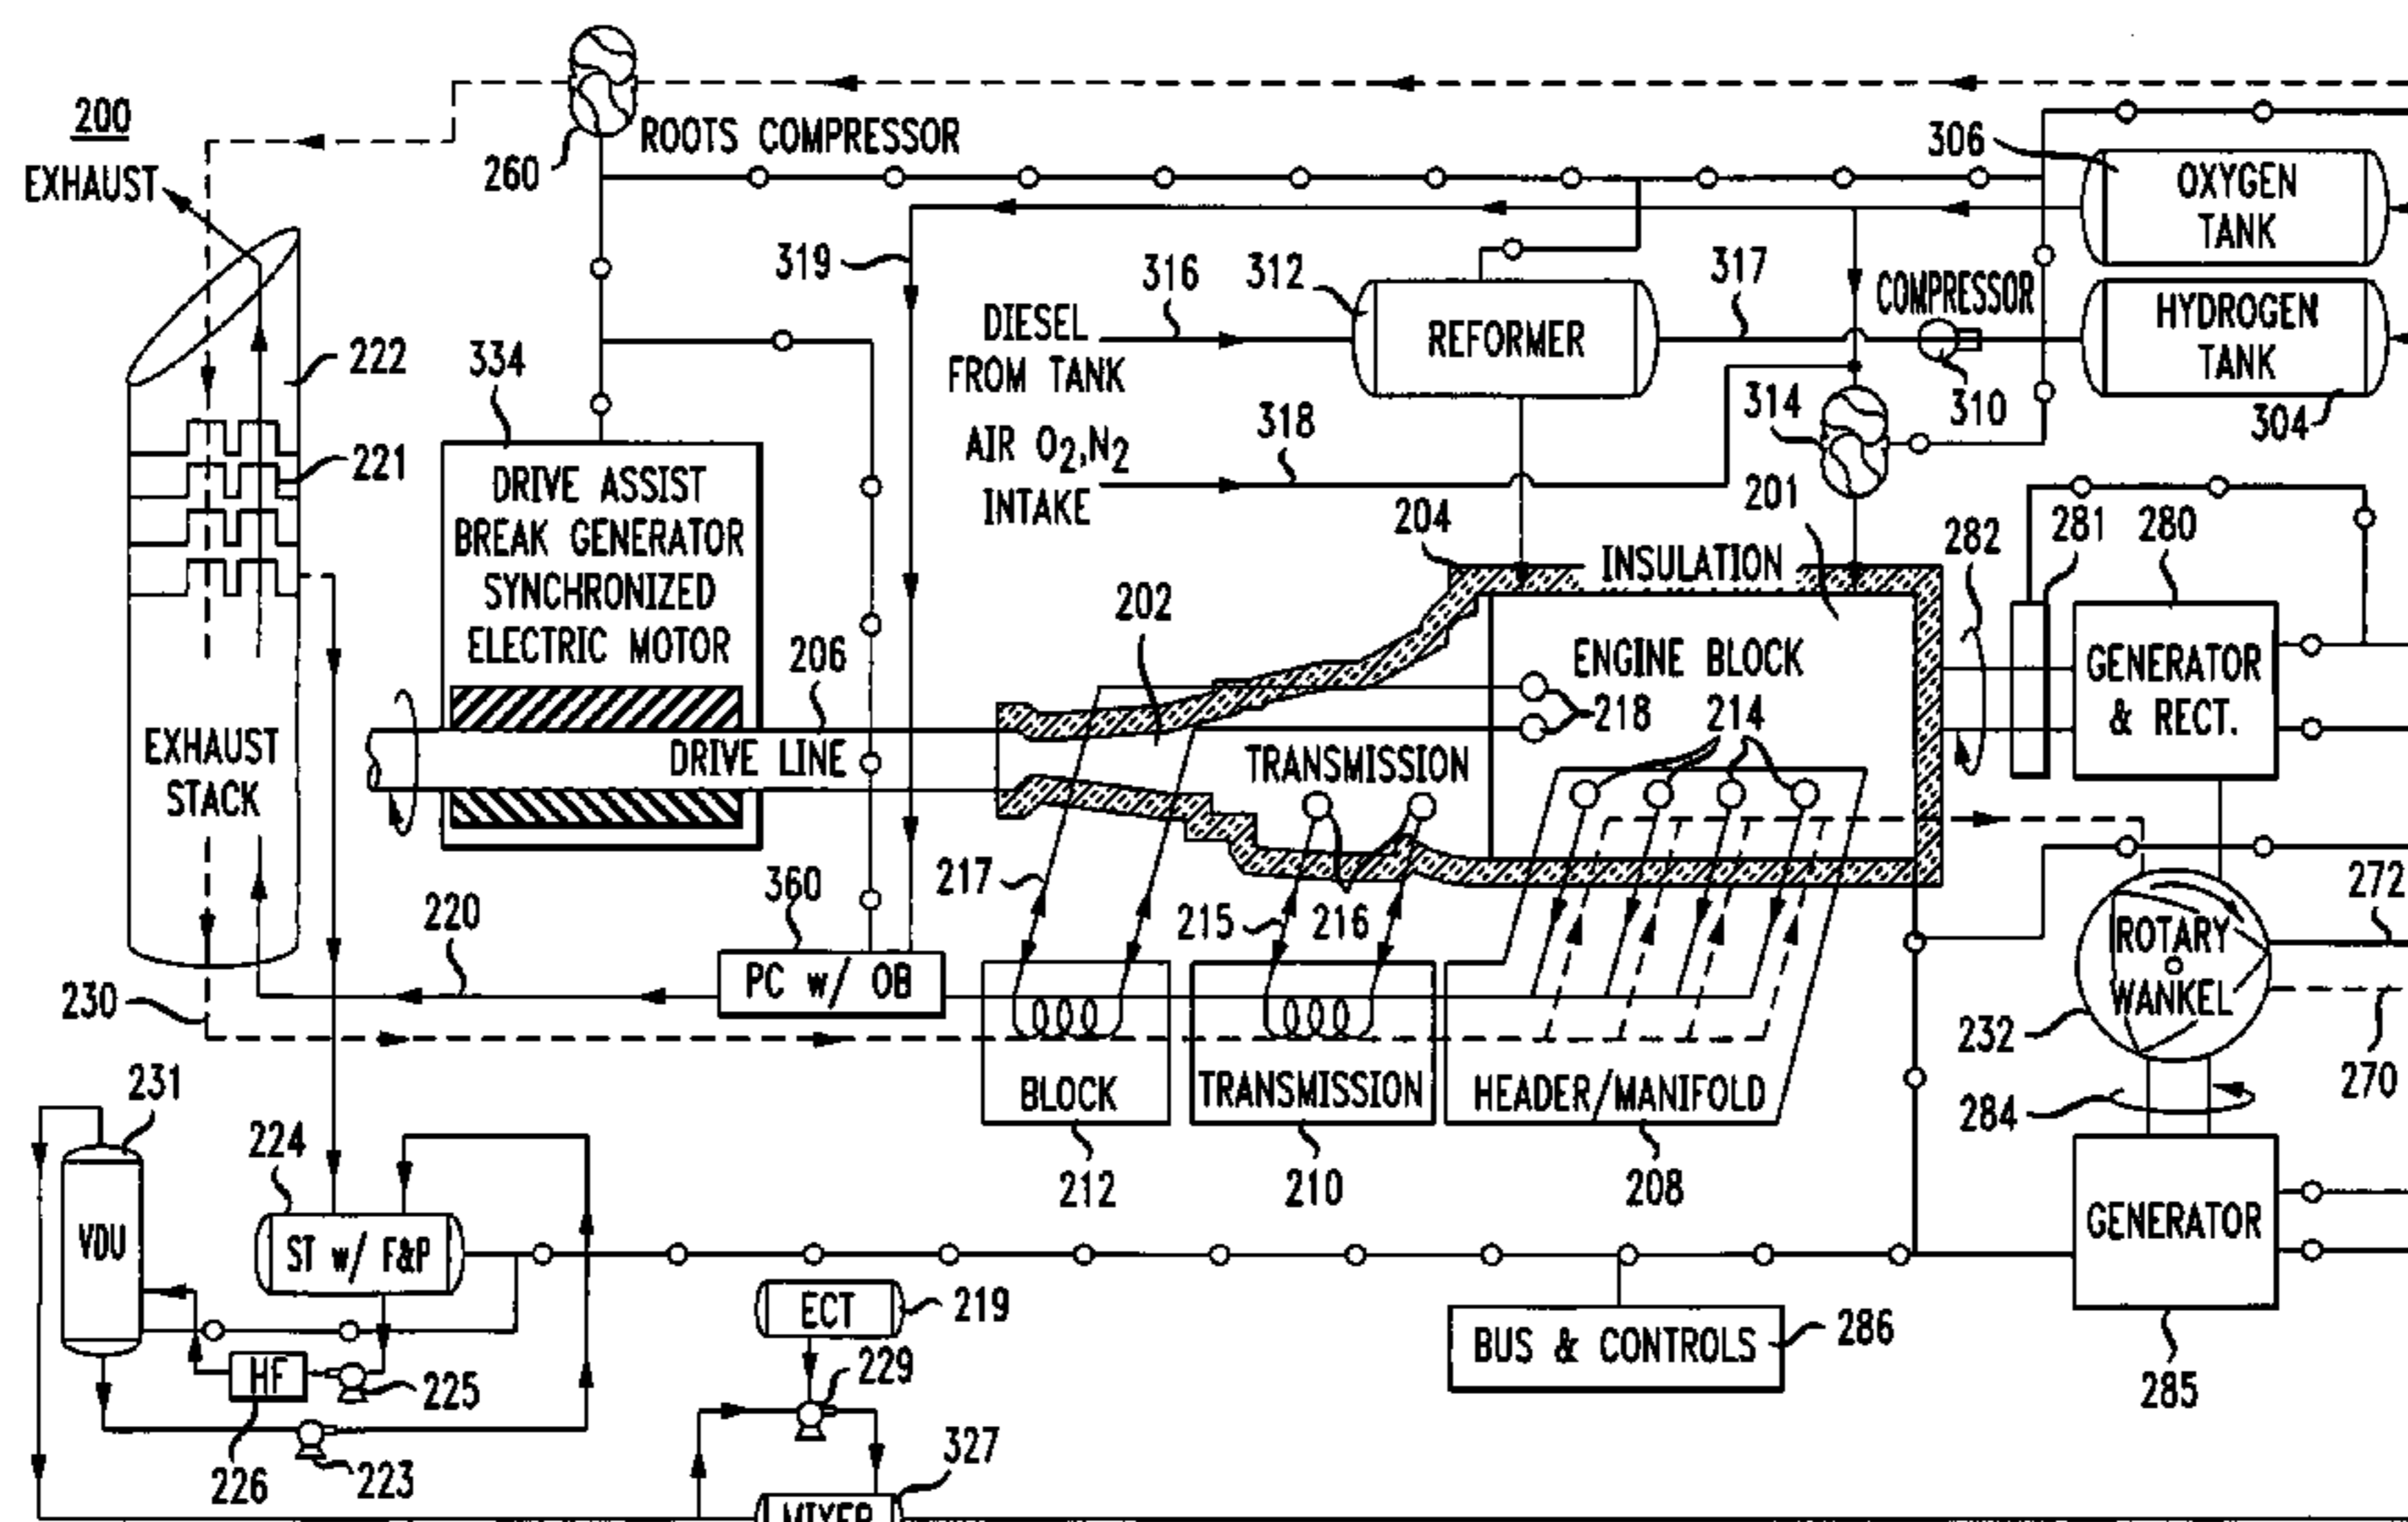 200
EXHAUST
260
ROOTS COMPRESSOR
306
OXYGEN
TANK
319
316
312
317
COMPRESSOR
HYDROGEN
TANK
DIESEL
FROM TANK
REFORMER
222
334
314
310
304
AIR O2,N2
INTAKE
318
221
DRIVE ASSIST
BREAK GENERATOR
SYNCHRONIZED
ELECTRIC MOTOR
204
201
INSULATION
282
281
280
202
206
ENGINE BLOCK
GENERATOR
& RECT.
218
214
EXHAUST
STACK
DRIVE LINE
TRANSMISSION
217
360
220
215
216
272
ROTARY
WANKEL
PC w/ OB
230
232
270
231
BLOCK
TRANSMISSION
HEADER/MANIFOLD
284
224
212
210
208
VDU
ST w/ F&P
GENERATOR
ECT
219
BUS & CONTROLS
286
HF
225
229
285
226
223
327
MIXER